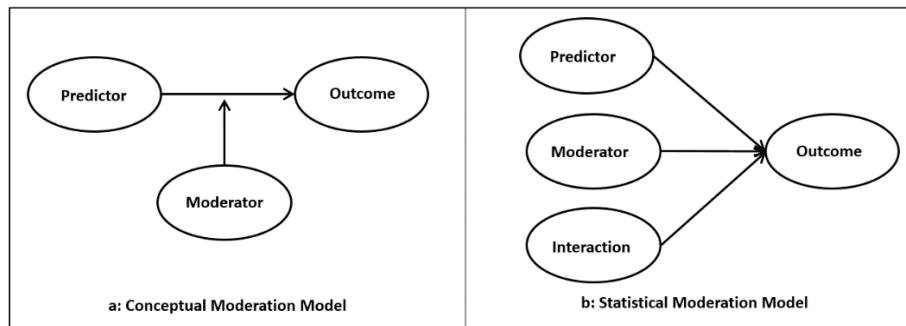 Predictor
Outcome
Moderator
a: Conceptual Moderation Model
Predictor
Moderator
Outcome
Interaction
b: Statistical Moderation Model